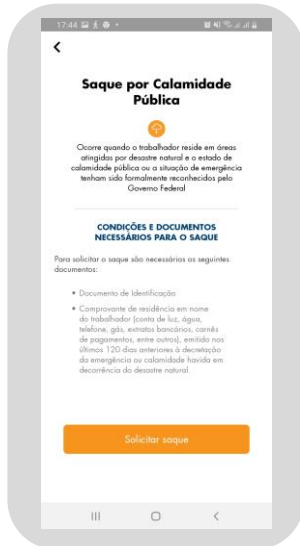 17:44
Saque por Calamidade
Pública
Ocorre quando o trabalhador reside em áreas
atingidas por desastre natural e o estado de
calamidade pública ou a situação de emergência
tenham sido formalmente reconhecidos pelo
Governo Federal
CONDIÇÕES E DOCUMENTOS
NECESSÁRIOS PARA O SAQUE
Para solicitar o saque são necessários os seguintes
documentos:
• Documento de Identificação
• Comprovante de residência em nome
do trabalhador (conta de luz, água,
telefone, gás, extratos bancários, carnês
de pagamentos, entre outros), emitido nos
últimos 120 dias anteriores à decretação
da emergência ou calamidade havida em
decorrência do desastre natural.
Solicitar saque